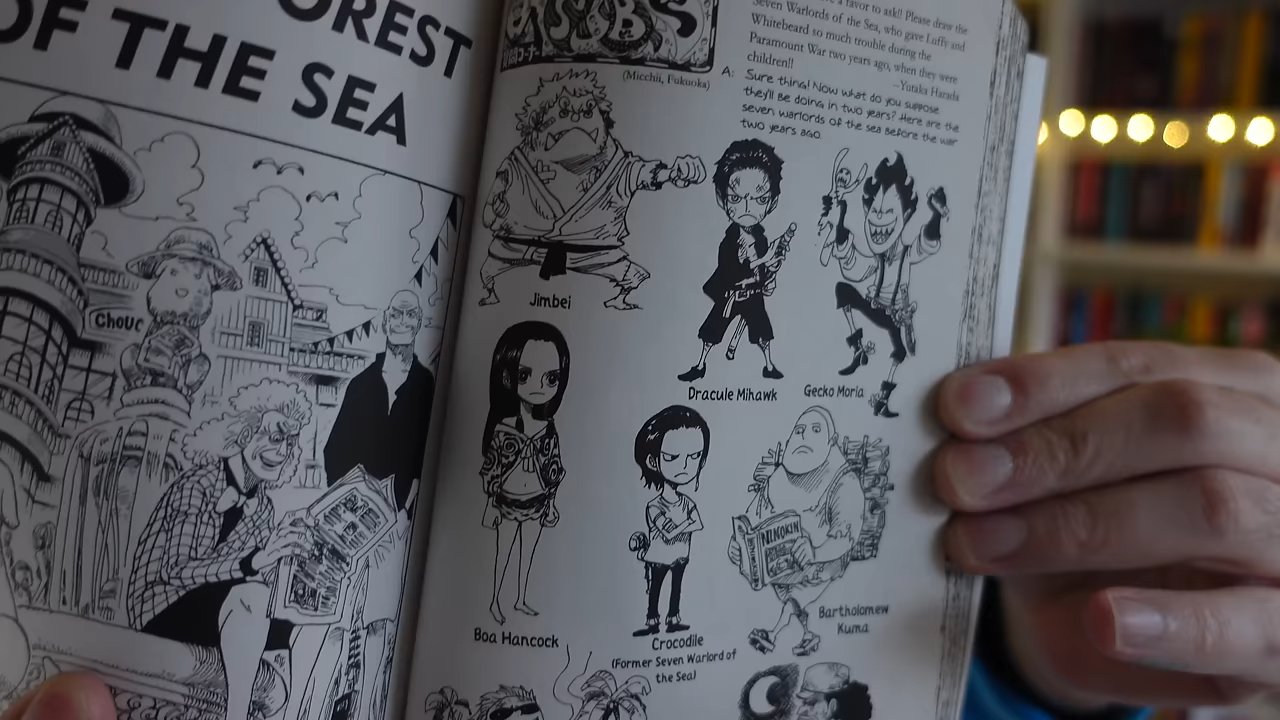 OREST
OF THE SEA
CHOUC
SBS
a favor to ask!! Please draw the
Seven Warlords of the Sea, who gave Luffy and
Whitebeard so much trouble during the
Paramount War two years ago, when they were
children!!
--Yutaka Harada
(Micchii, Fukuoka)
A: Sure thing! Now what do you suppose
they'll be doing in two years? Here are the
seven warlords of the sea before the war
two years ago.
Jimbei
Dracule Mihawk
Gecko Moria
NINOKIN
Boa Hancock
Crocodile
(Former Seven Warlord of
the Sea)
Bartholomew
Kuma